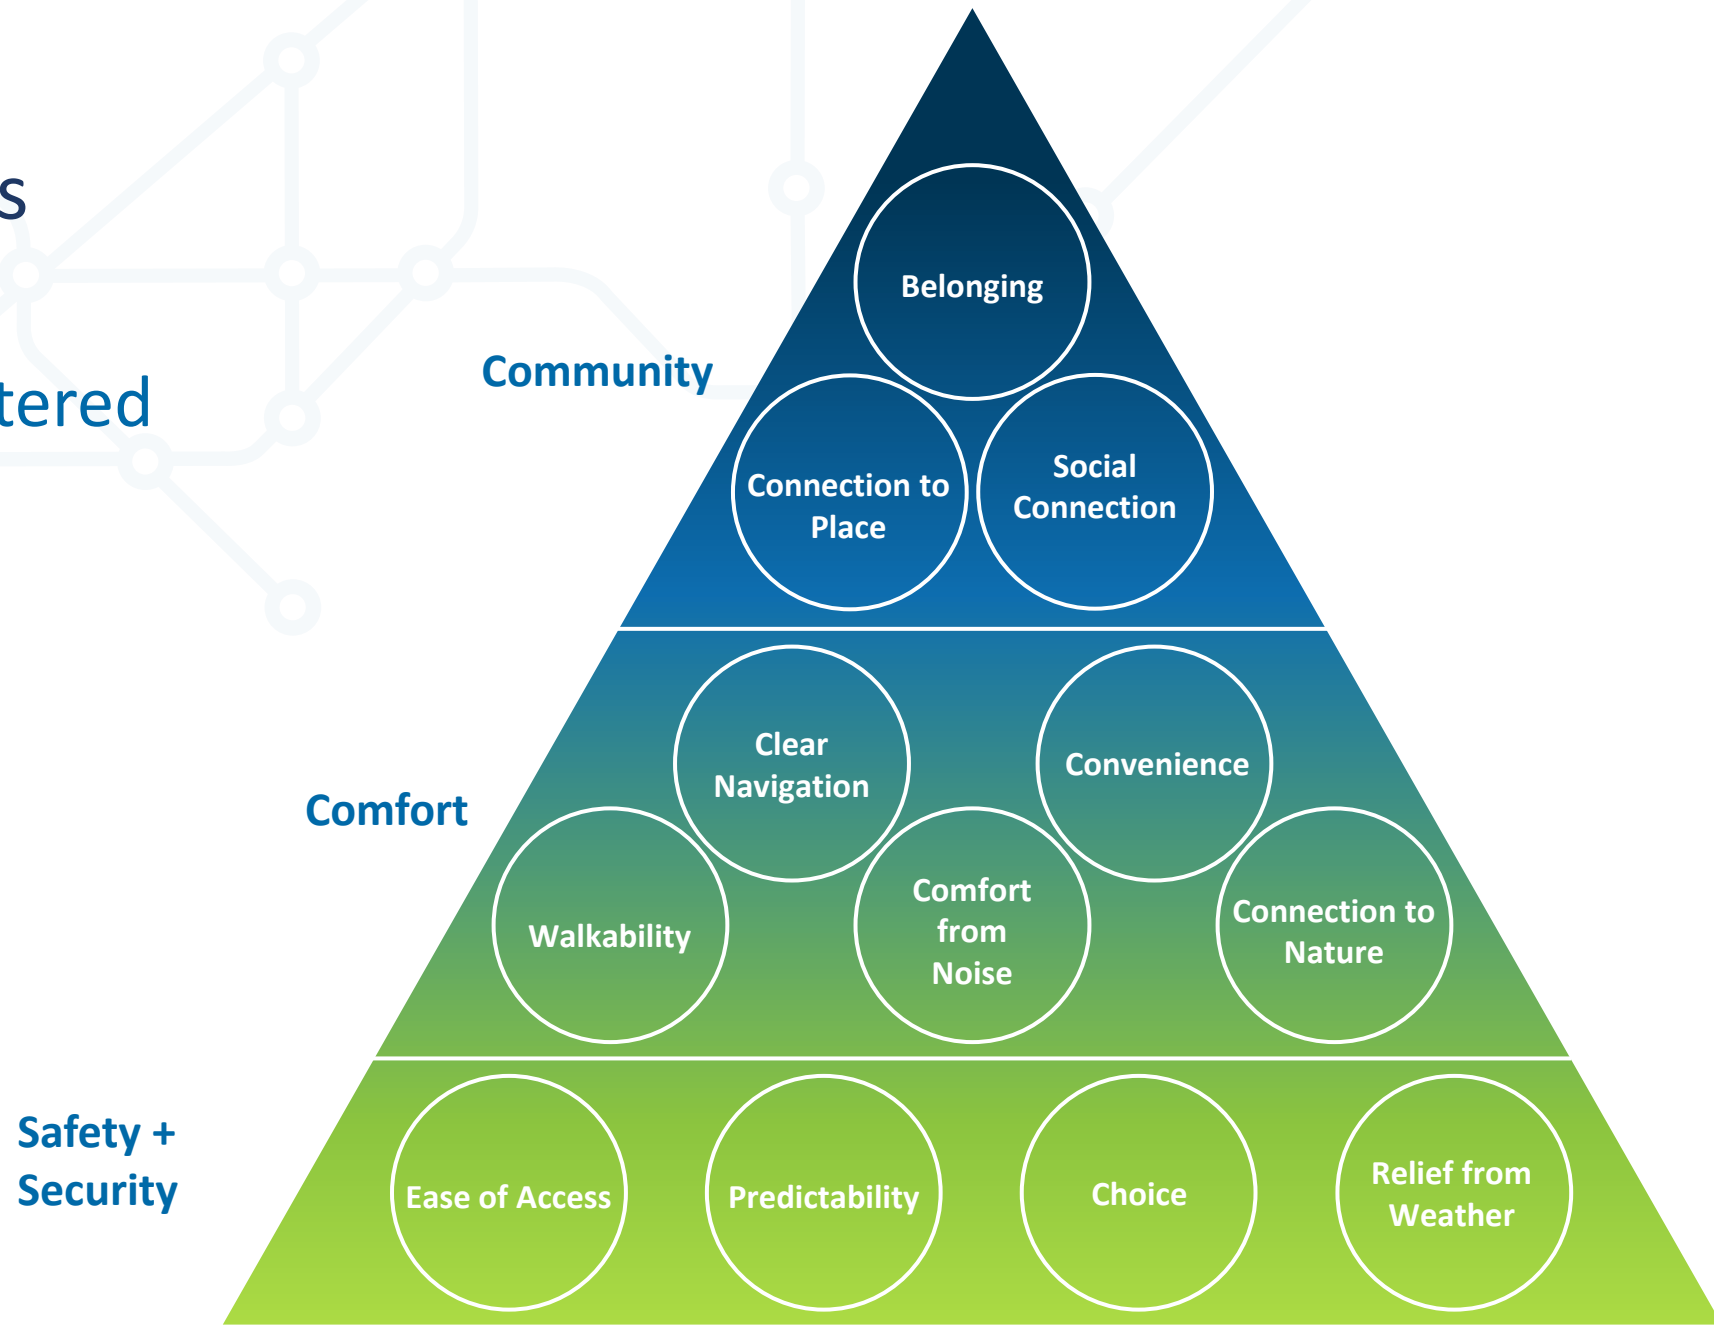 s
tered
Community
Belonging
Connection to
Place
Social
Connection
Comfort
Clear
Navigation
Convenience
Walkability
Comfort
from
Noise
Connection to
Nature
Safety +
Security
Ease of Access
Predictability
Choice
Relief from
Weather